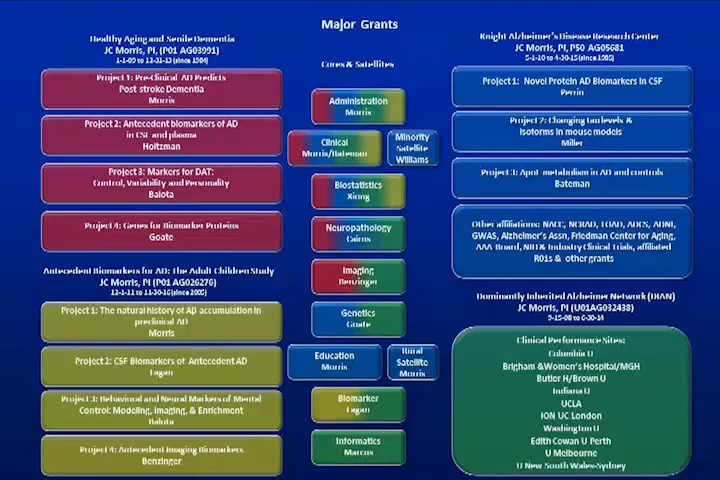 Major Grants
Healthy Aging and Senile Dementia
JC Morris, PI, (P01 AG03991)
1-1-09 to 12-31-13 (since 1984)
Project 1: Pre-Clinical AD Predicts
Post stroke Dementia
Morris
Project 2: Antecedent biomarkers of AD
in CSF and plasma
Holtzman
Project 3: Markers for DAT:
Control, Variability and Personality
Balota
Project 4: Genes for Biomarker Proteins
Goate
Antecedent Biomarkers for AD: The Adult Children Study
JC Morris, PI (P01 AG026276)
12-1-11 to 11-30-16 (since 2005)
Project 1: The natural history of Aβ accumulation in
preclinical AD
Morris
Project 2: CSF Biomarkers of Antecedent AD
Fagan
Project 3: Behavioral and Neural Markers of Mental
Control: Modeling, Imaging, & Enrichment
Balota
Project 4: Antecedent Imaging Biomarkers
Benzinger
Cores & Satellites
Administration
Morris
Clinical
Morris/Bateman
Minority
Satellite
Williams
Biostatistics
Xiong
Neuropathology
Cairns
Imaging
Benzinger
Genetics
Goate
Education
Morris
Rural
Satellite
Morris
Biomarker
Fagan
Informatics
Marcus
Knight Alzheimer's Disease Research Center
JC Morris, PI, P50 AG05681
5-1-10 to 4-30-15 (since 1985)
Project 1: Novel Protein AD Biomarkers in CSF
Perrin
Project 2: Changing tau levels &
isoforms in mouse models
Miller
Project 3: ApoE metabolism in AD and controls
Bateman
Other affiliations: NACC, NCRAD, LOAD, ADCS, ADNI,
GWAS, Alzheimer's Assn, Friedman Center for Aging,
AAA Board, NIH & Industry Clinical Trials, affiliated
R01s & other grants
Dominantly Inherited Alzheimer Network (DIAN)
JC Morris, PI (U01AG032438)
9-15-08 to 6-30-14
Clinical Performance Sites:
Columbia U
Brigham &Women's Hospital/MGH
Butler H/Brown U
Indiana U
UCLA
ION UC London
Washington U
Edith Cowan U Perth
U Melbourne
U New South Wales-Sydney